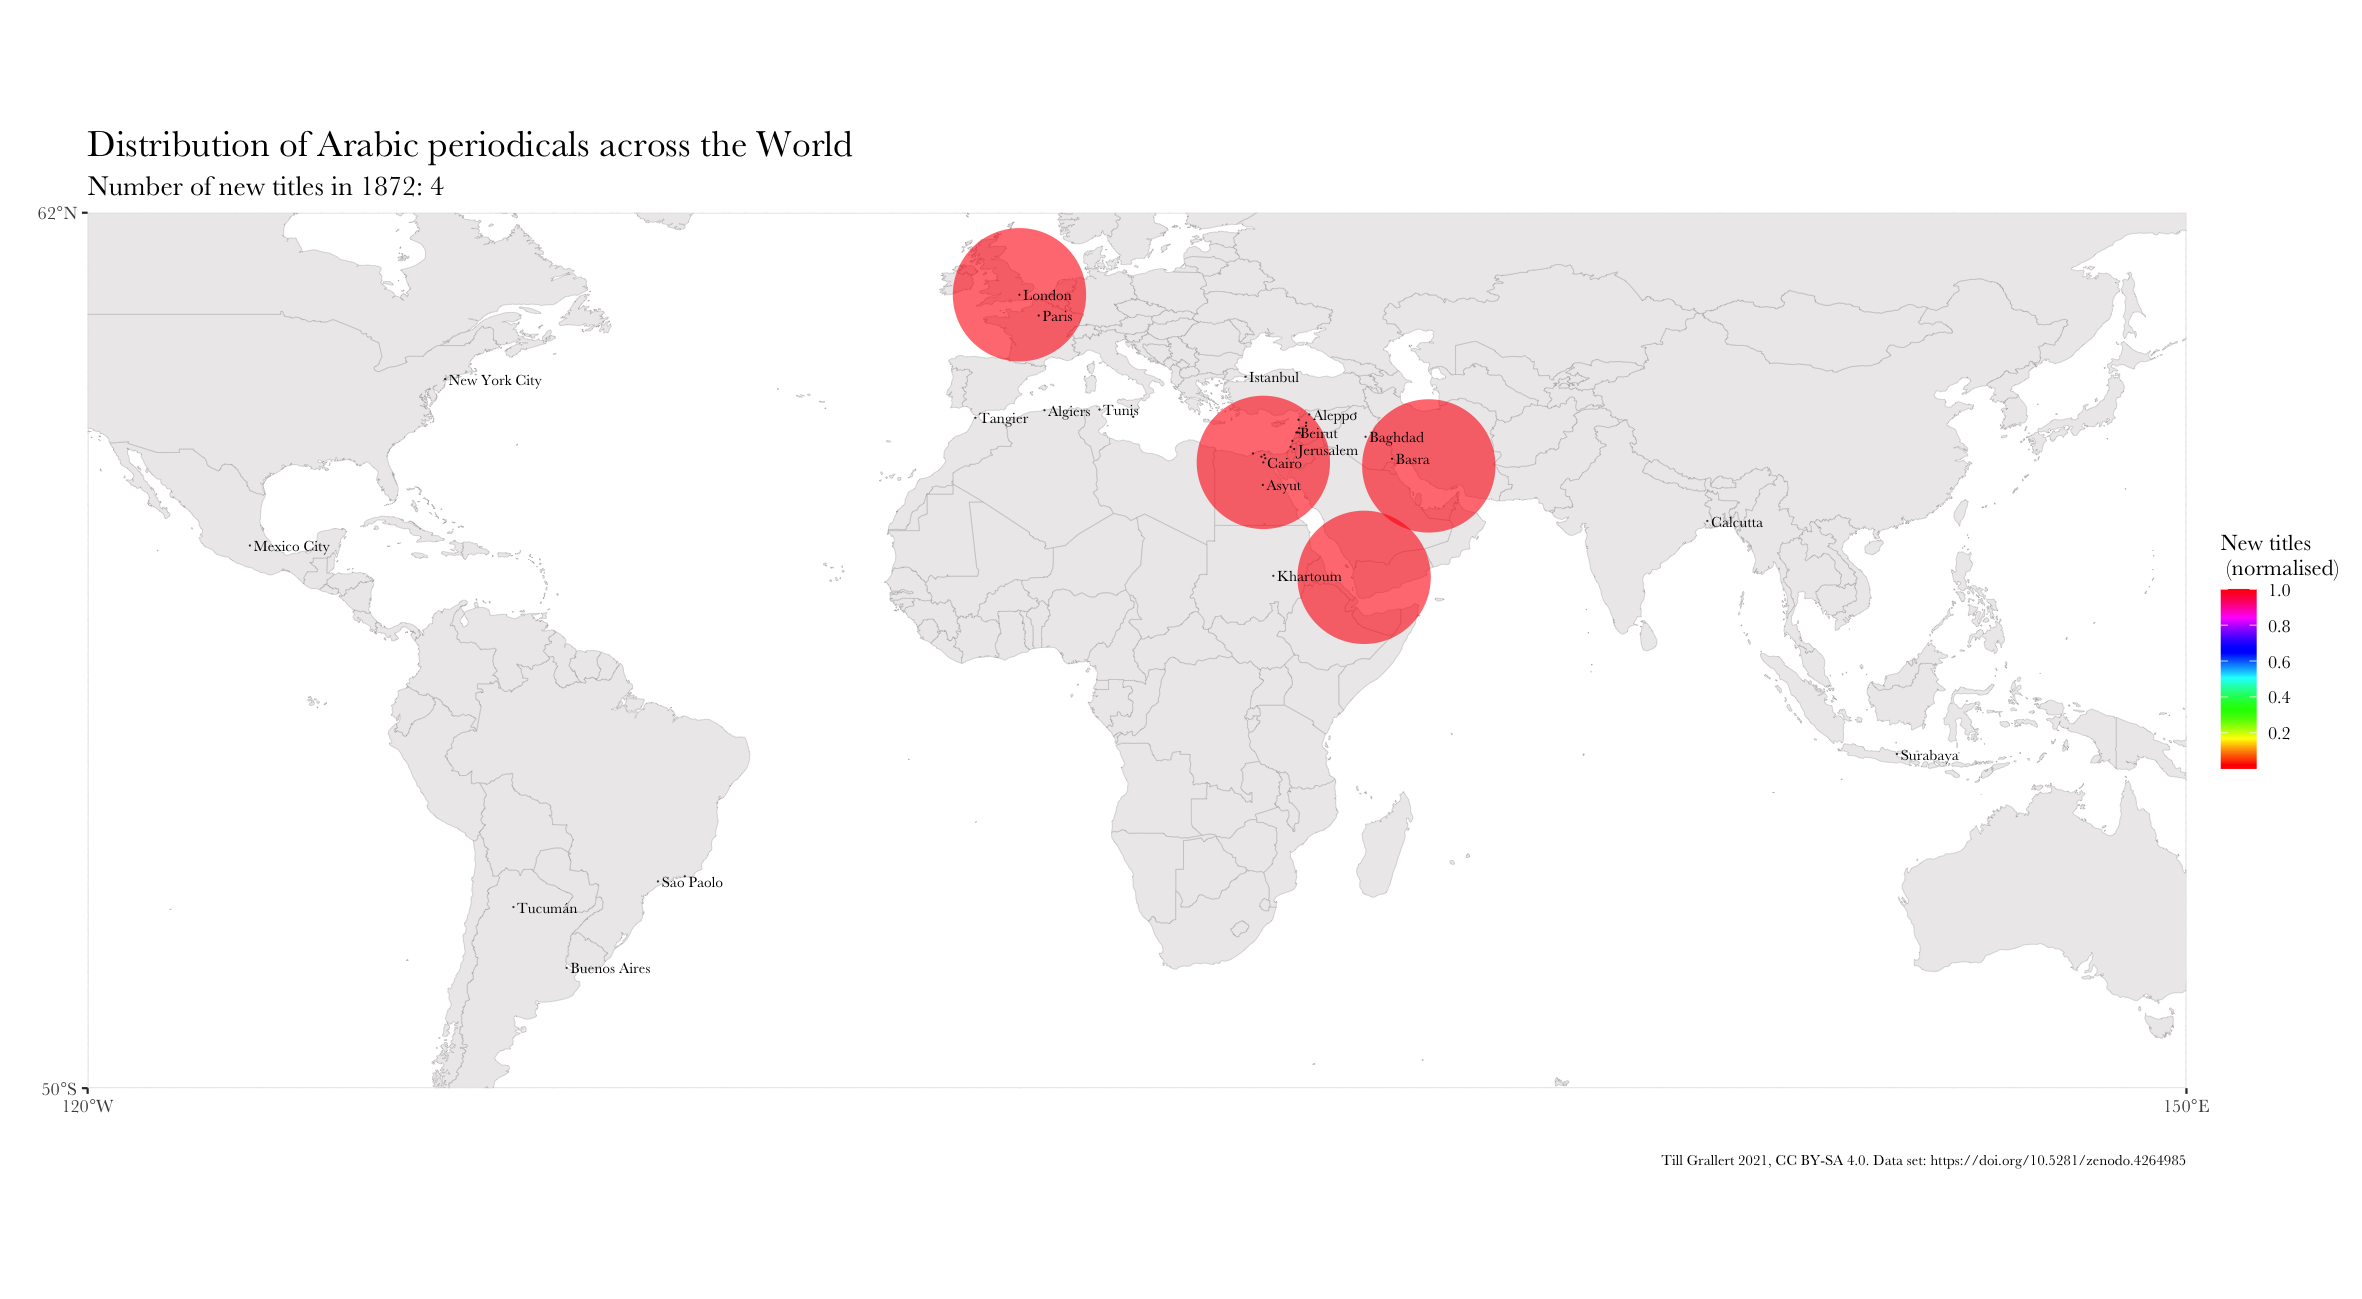 Distribution of Arabic periodicals across the World
Number of new titles in 1872: 4
62°N
London
Paris
Istanbul
New York City
Tangier
Algiers
Tunis
Aleppo
Beirut
Baghdad
Jerusalem
Basra
Cairo
Asyut
Calcutta
Mexico City
Khartoum
New titles
(normalised)
1.0
0.8
0.6
0.4
0.2
Surabaya
Sao Paolo
Tucumán
Buenos Aires
50°S
120°W
150°E
Till Grallert 2021, CC BY-SA 4.0. Data set: https://doi.org/10.5281/zenodo.4264985